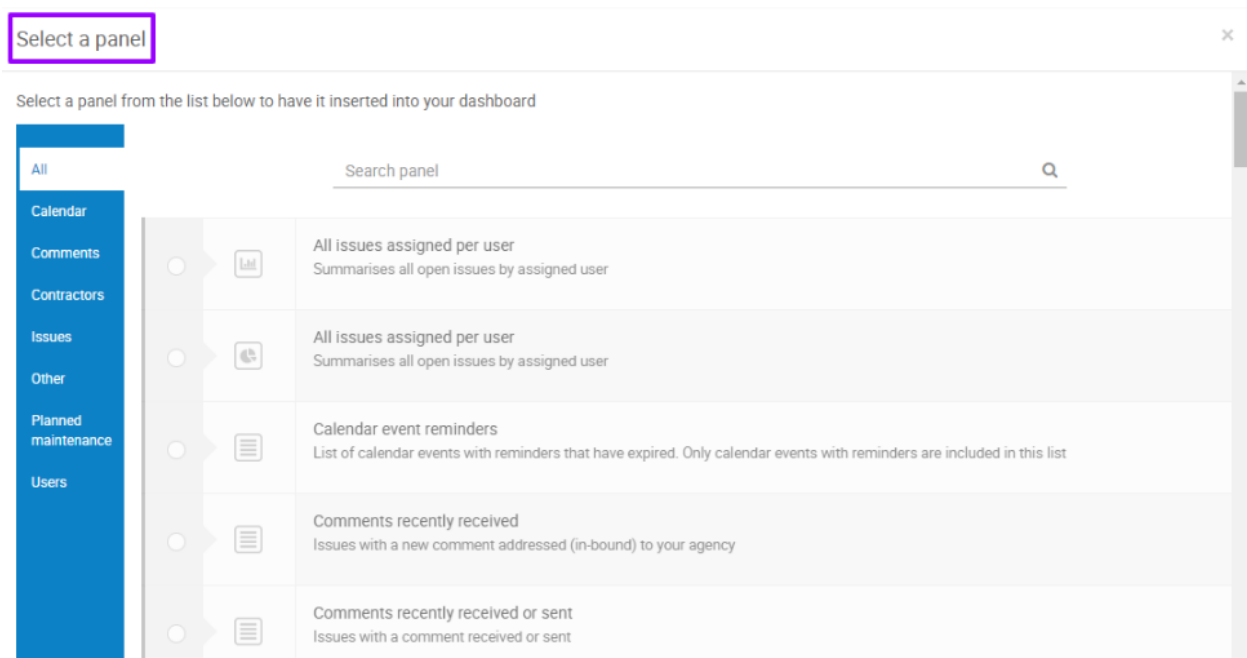 Select a panel
×
Select a panel from the list below to have it inserted into your dashboard
All
Calendar
Comments
Contractors
Issues
Other
Planned
maintenance
Users
Search panel
All issues assigned per user
Summarises all open issues by assigned user
All issues assigned per user
Summarises all open issues by assigned user
Calendar event reminders
List of calendar events with reminders that have expired. Only calendar events with reminders are included in this list
Comments recently received
Issues with a new comment addressed (in-bound) to your agency
Comments recently received or sent
Issues with a comment received or sent